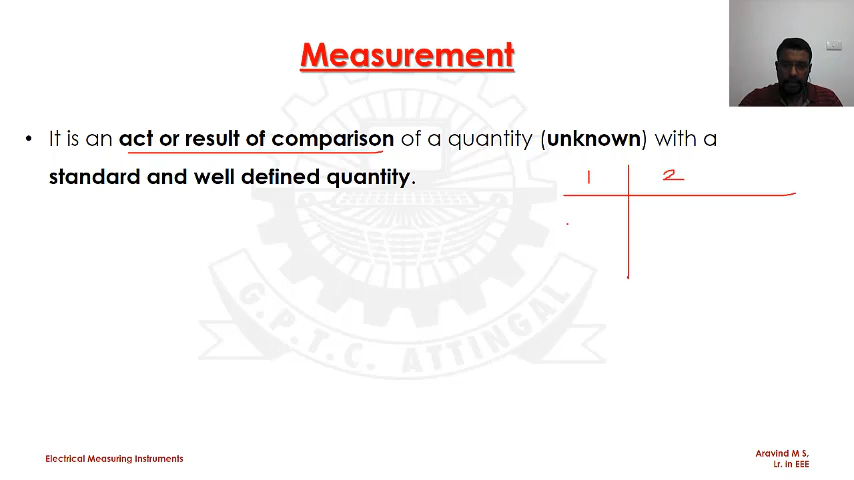 Measurement
• It is an act or result of comparison of a quantity (unknown) with a
standard and well defined quantity.
1 2
G.P.T.C. ATTINGAL
Electrical Measuring Instruments
Aravind M S,
Lr. in EEE